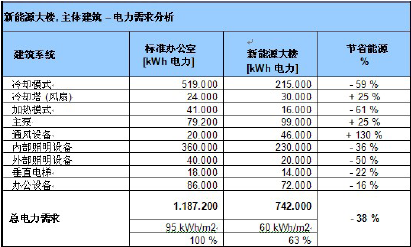 新能源大楼, 主体建筑 – 电力需求分析
建筑系统 标准办公室 [kWh 电力] 新能源大楼 [kWh 电力] 节省能源 %
冷却模式 519.000 215.000 - 59 %
冷却塔 (风扇) 24.000 30.000 + 25 %
加热模式 41.000 16.000 - 61 %
主泵 79.200 99.000 + 25 %
通风设备 20.000 46.000 + 130 %
内部照明设备 360.000 230.000 - 36 %
外部照明设备 40.000 20.000 - 50 %
垂直电梯 18.000 14.000 - 22 %
办公设备 86.000 72.000 - 16 %
总电力需求 1.187.200 742.000 - 38 %
95 kWh/m2 60 kWh/m2
100 % 63 %